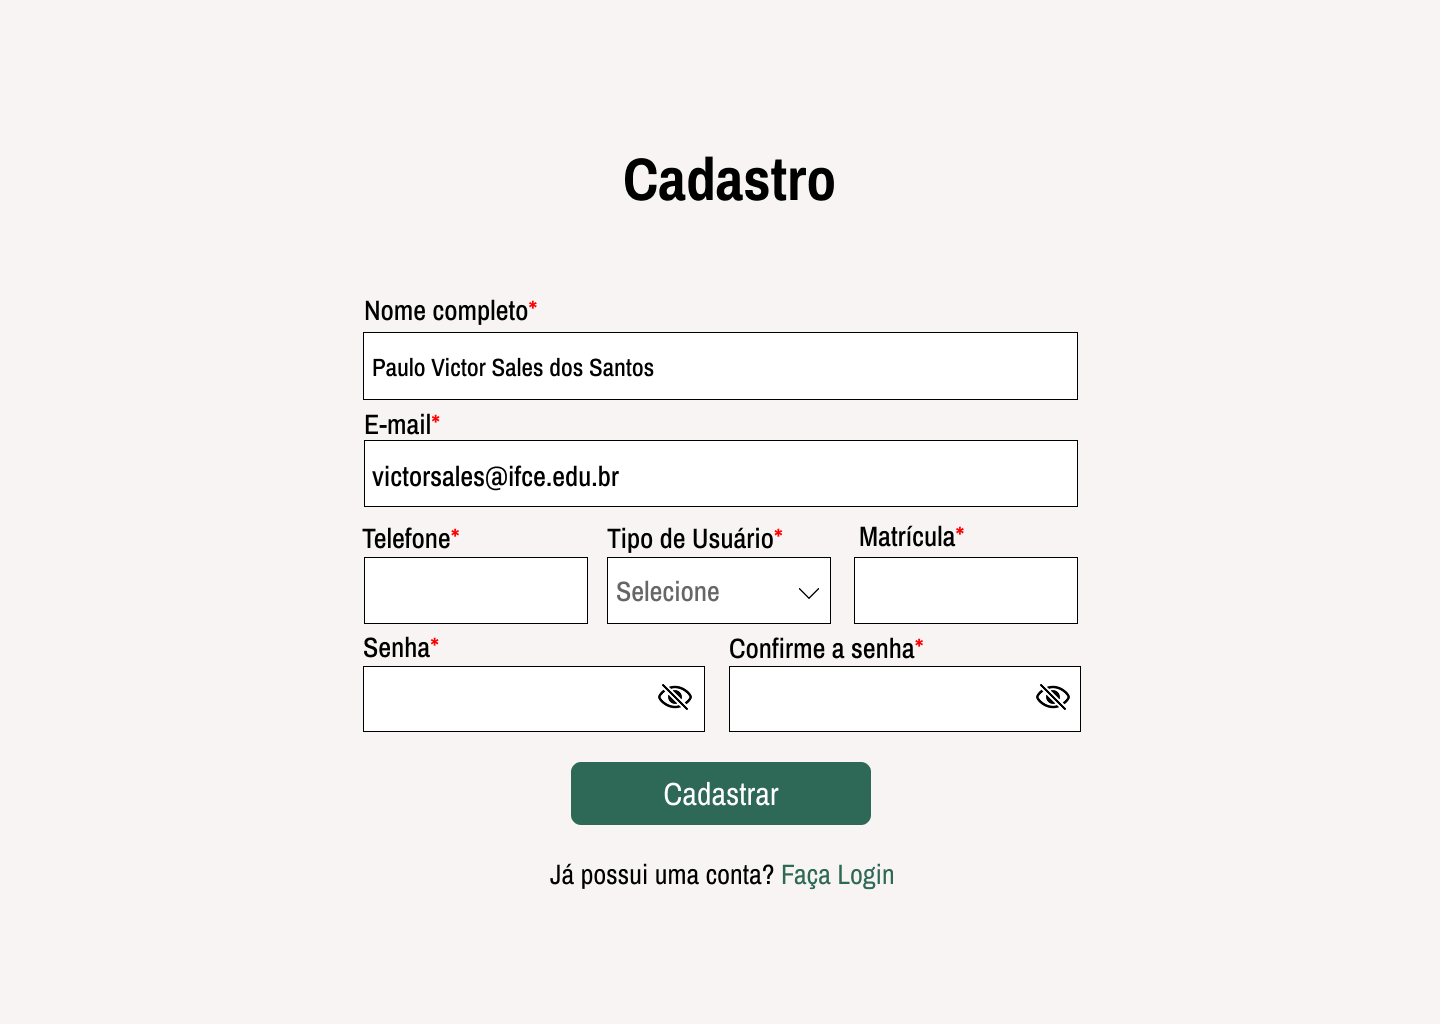 Cadastro
Nome completo*
Paulo Victor Sales dos Santos
E-mail*
victorsales@ifce.edu.br
Telefone* Tipo de Usuário* Matrícula*
Selecione
Senha* Confirme a senha*
Cadastrar
Já possui uma conta? Faça Login